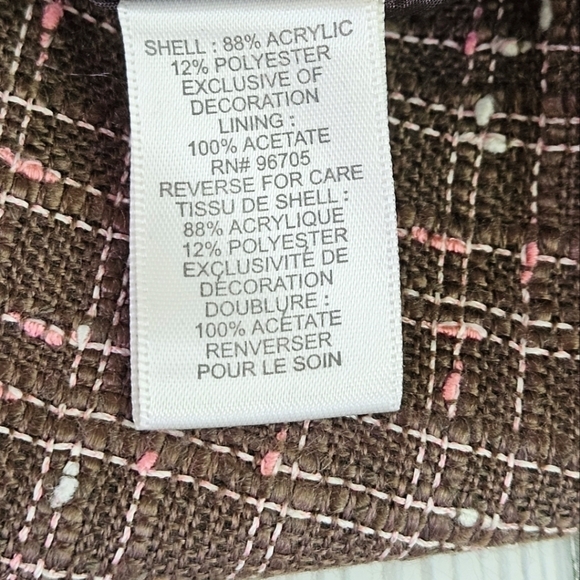 SHELL : 88% ACRYLIC
12% POLYESTER
EXCLUSIVE OF
DECORATION
LINING :
100% ACETATE
RN# 96705
REVERSE FOR CARE
TISSU DE SHELL :
88% ACRYLIQUE
12% POLYESTER
EXCLUSIVITÉ DE
DÉCORATION
DOUBLURE :
100% ACÉTATE
RENVERSER
POUR LE SOIN